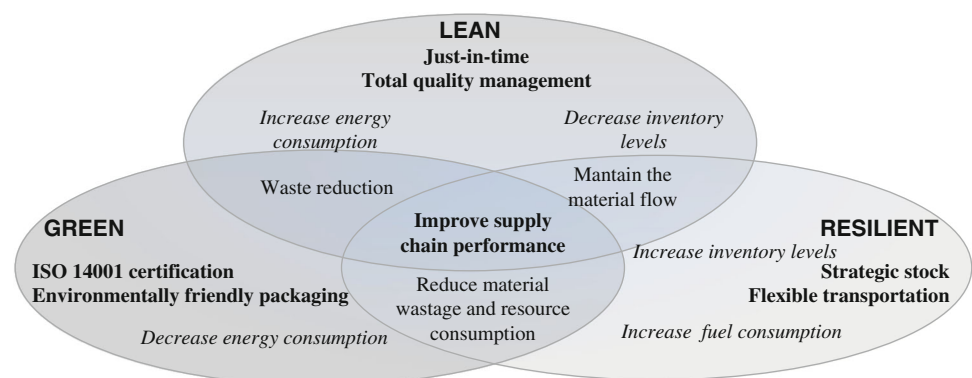 LEAN
Just-in-time
Total quality management
Increase energy
consumption
Decrease inventory
levels
Waste reduction
Mantain the
material flow
Improve supply
chain performance
GREEN
ISO 14001 certification
Environmentally friendly packaging
Decrease energy consumption
Reduce material
wastage and resource
consumption
RESILIENT
Increase inventory levels
Strategic stock
Flexible transportation
Increase fuel consumption